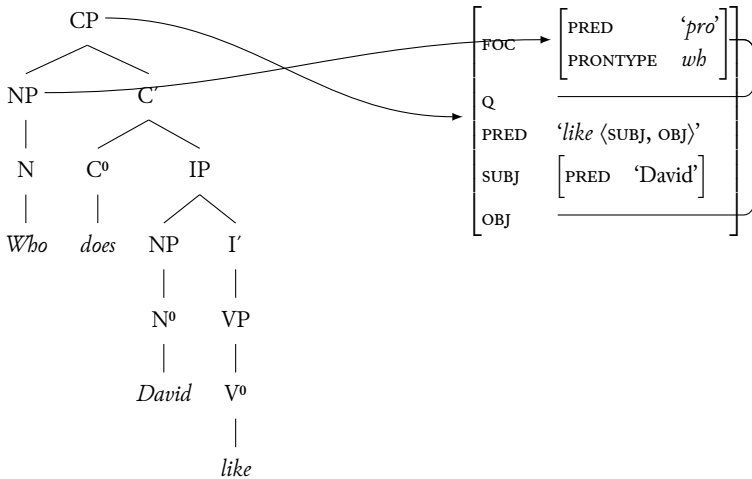 CP
NP C′
N C⁰ IP
Who does NP I′
N⁰ VP
David V⁰
like
FOC PRED ‘pro’
PRONTYPE wh
Q
PRED ‘like ⟨SUBJ, OBJ⟩’
SUBJ PRED ‘David’
OBJ